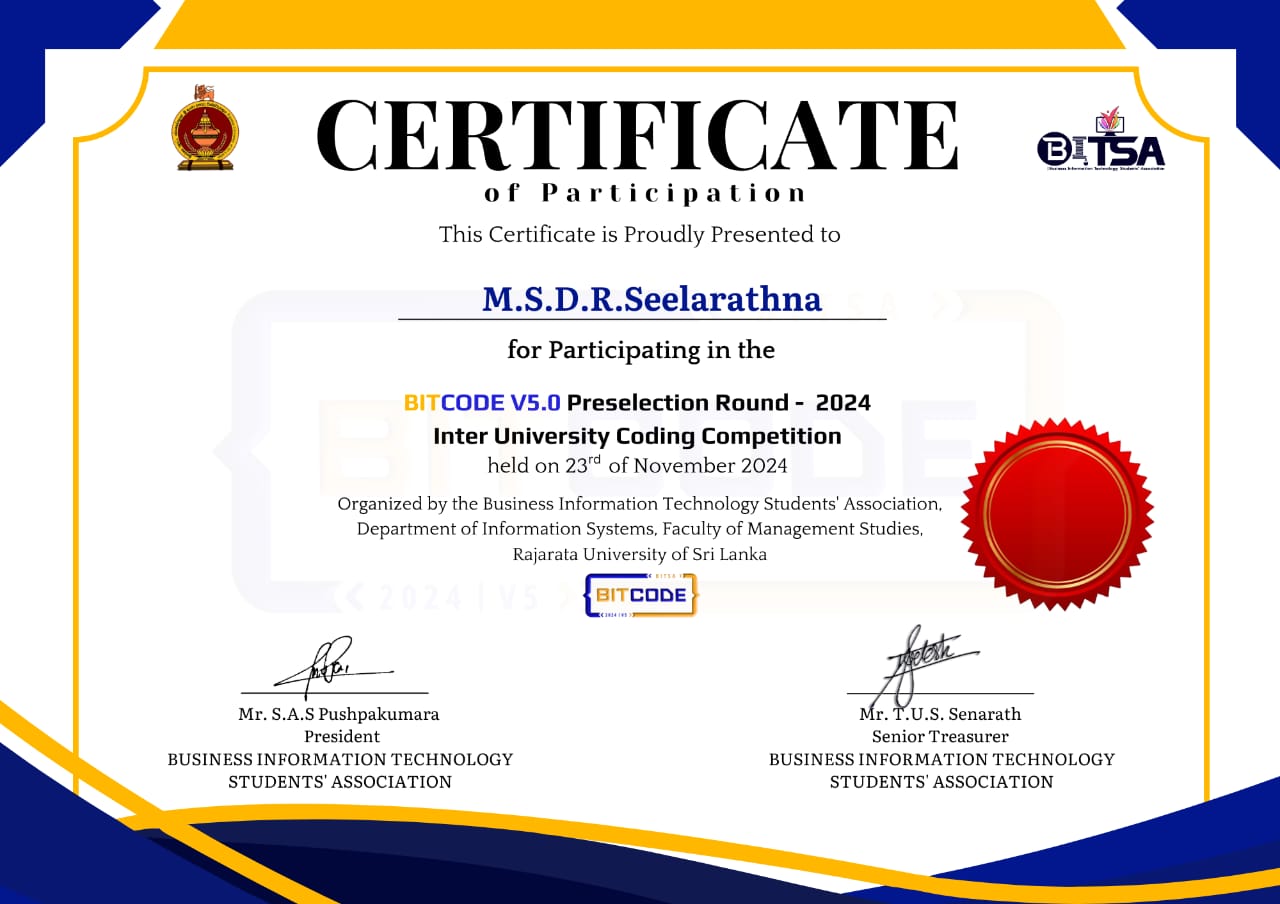 CERTIFICATE
of Participation
This Certificate is Proudly Presented to
M.S.D.R.Seelarathna
for Participating in the
BITCODE V5.0 Preselection Round - 2024
Inter University Coding Competition
held on 23rd of November 2024
Organized by the Business Information Technology Students' Association,
Department of Information Systems, Faculty of Management Studies,
Rajarata University of Sri Lanka
BITSA
BITCODE
2024 | V5
Mr. S.A.S Pushpakumara
President
BUSINESS INFORMATION TECHNOLOGY
STUDENTS' ASSOCIATION
Mr. T.U.S. Senarath
Senior Treasurer
BUSINESS INFORMATION TECHNOLOGY
STUDENTS' ASSOCIATION
BITSA
Business Information Technology Students' Association
BITCODE
2024 | V5